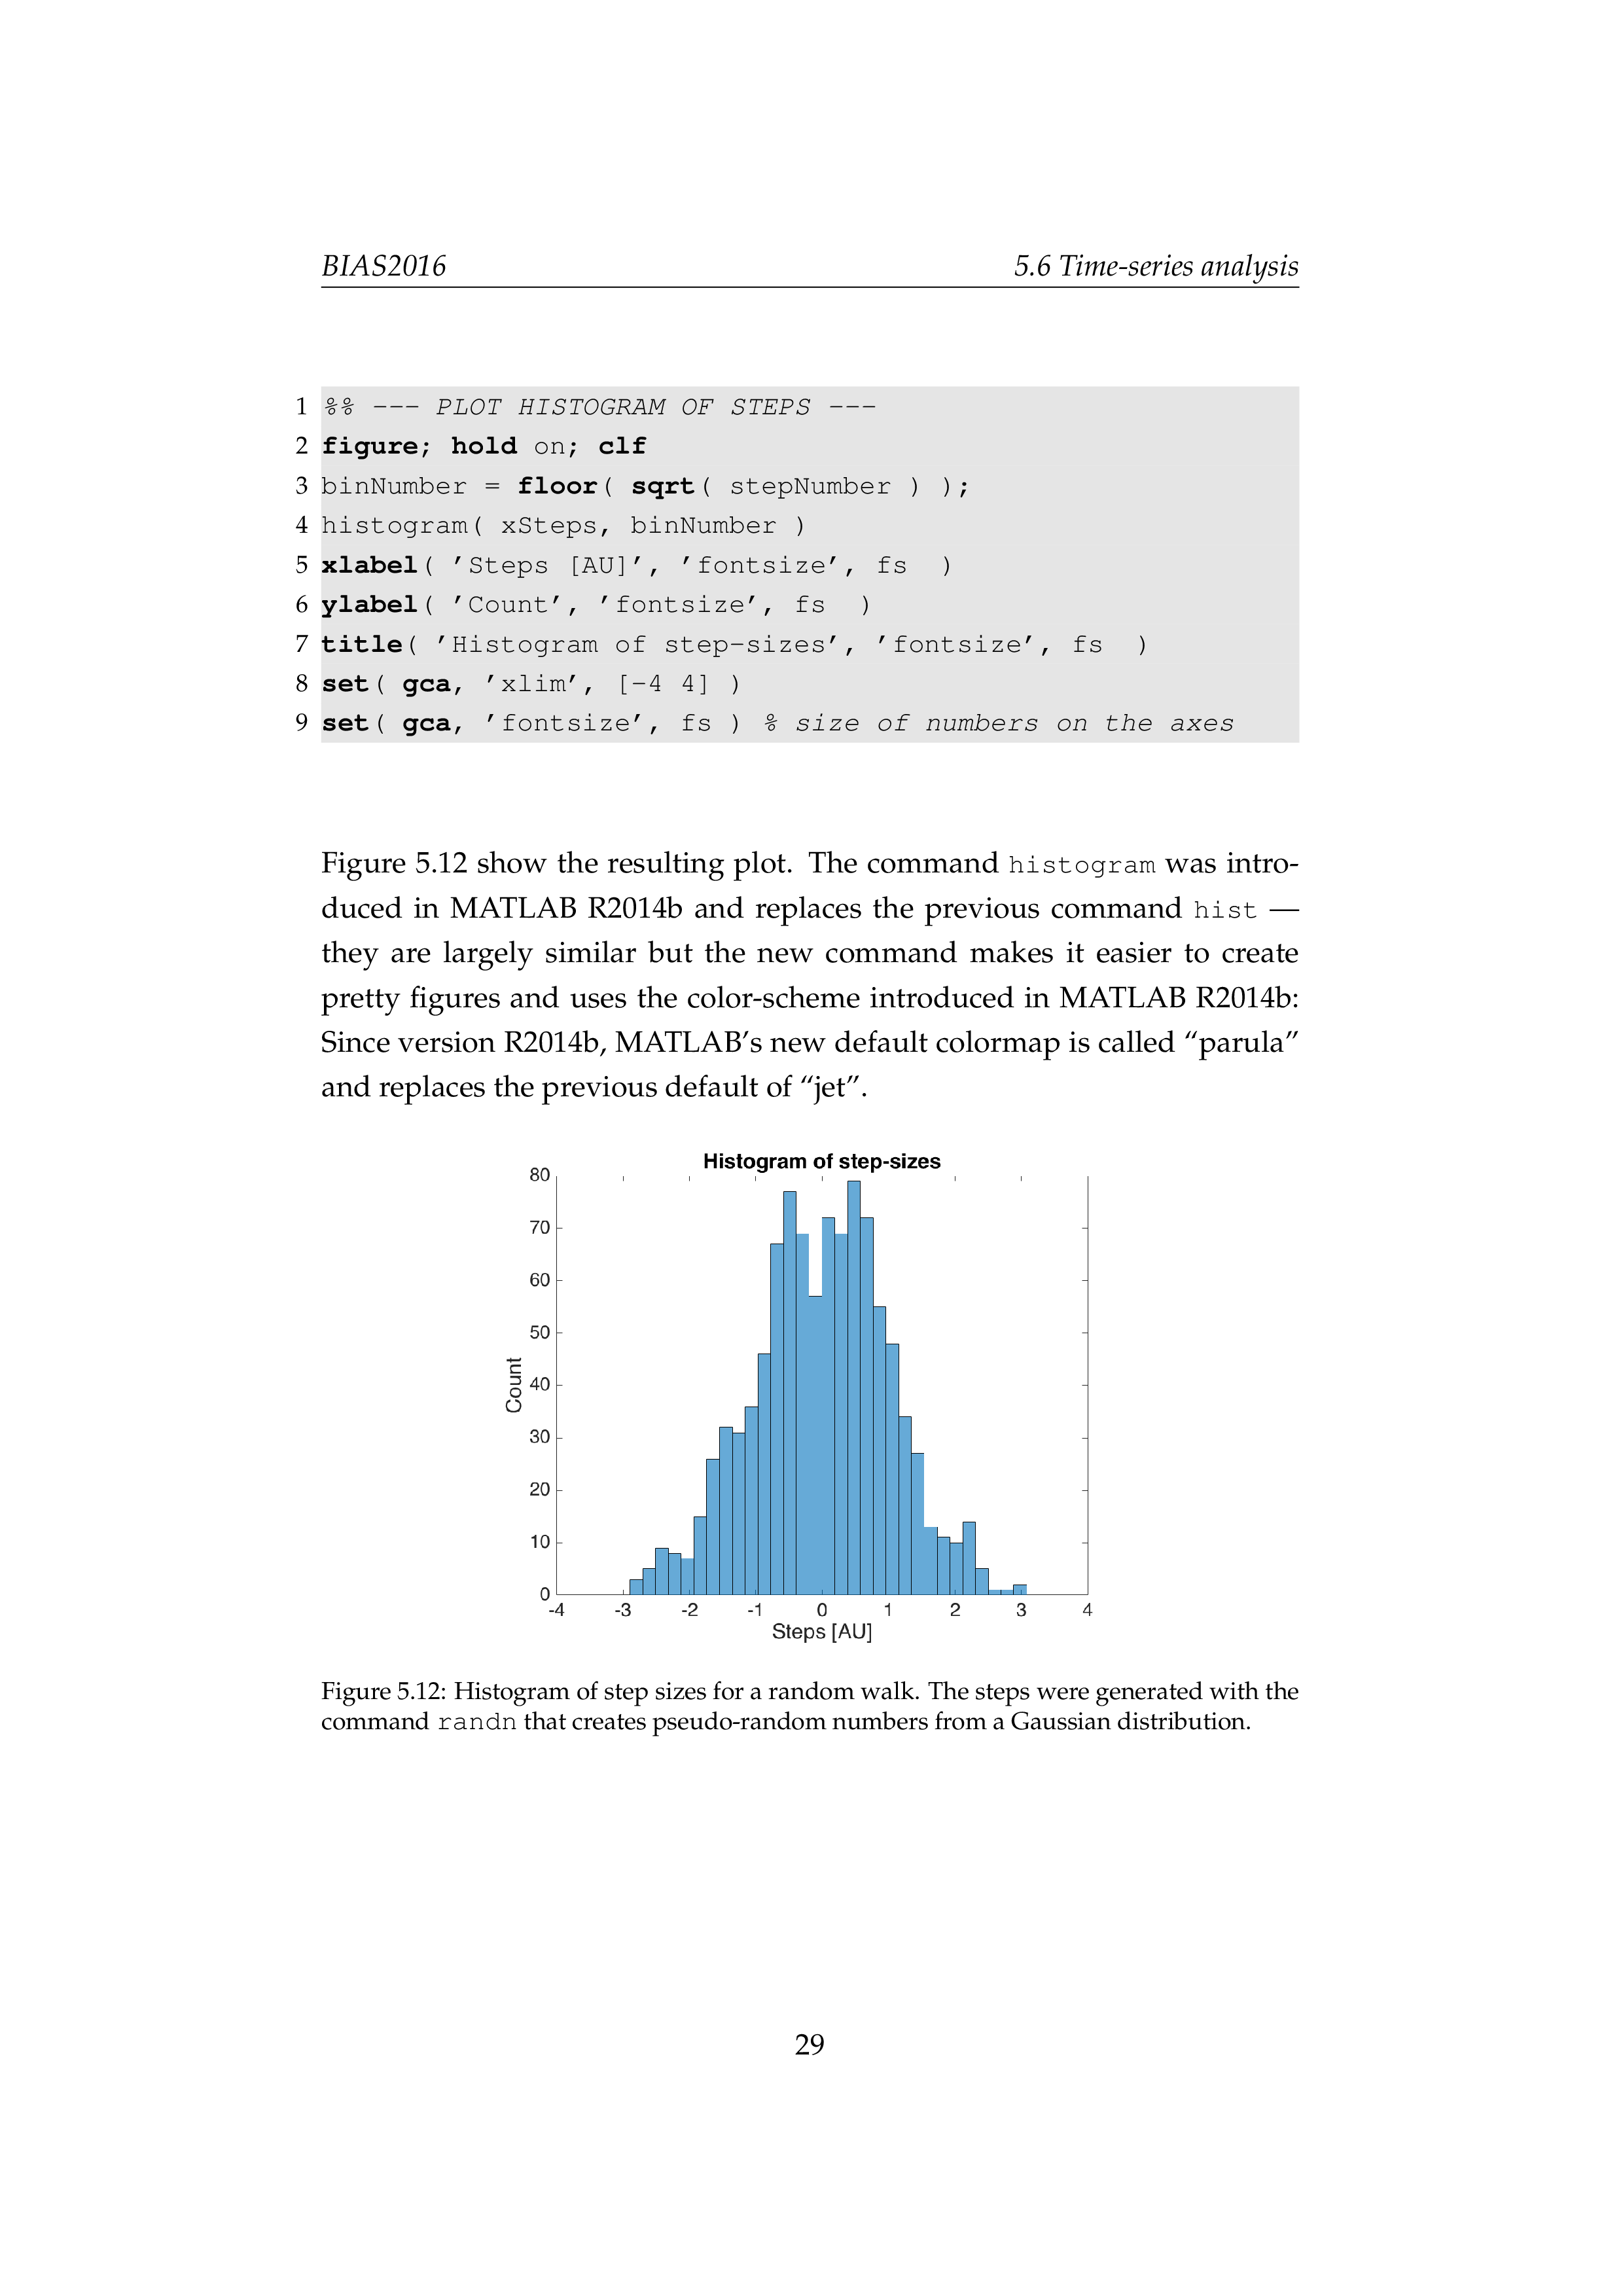 BIAS2016 5.6 Time-series analysis
1 %% --- PLOT HISTOGRAM OF STEPS ---
2 figure; hold on; clf
3 binNumber = floor( sqrt( stepNumber ) );
4 histogram( xSteps, binNumber )
5 xlabel( 'Steps [AU]', 'fontsize', fs  )
6 ylabel( 'Count', 'fontsize', fs  )
7 title( 'Histogram of step-sizes', 'fontsize', fs  )
8 set( gca, 'xlim', [-4 4] )
9 set( gca, 'fontsize', fs ) % size of numbers on the axes
Figure 5.12 show the resulting plot. The command histogram was intro-
duced in MATLAB R2014b and replaces the previous command hist —
they are largely similar but the new command makes it easier to create
pretty figures and uses the color-scheme introduced in MATLAB R2014b:
Since version R2014b, MATLAB's new default colormap is called “parula”
and replaces the previous default of “jet”.
Histogram of step-sizes
80
70
60
50
40
30
20
10
0
Count
-4 -3 -2 -1 0 1 2 3 4
Steps [AU]
Figure 5.12: Histogram of step sizes for a random walk. The steps were generated with the
command randn that creates pseudo-random numbers from a Gaussian distribution.
29